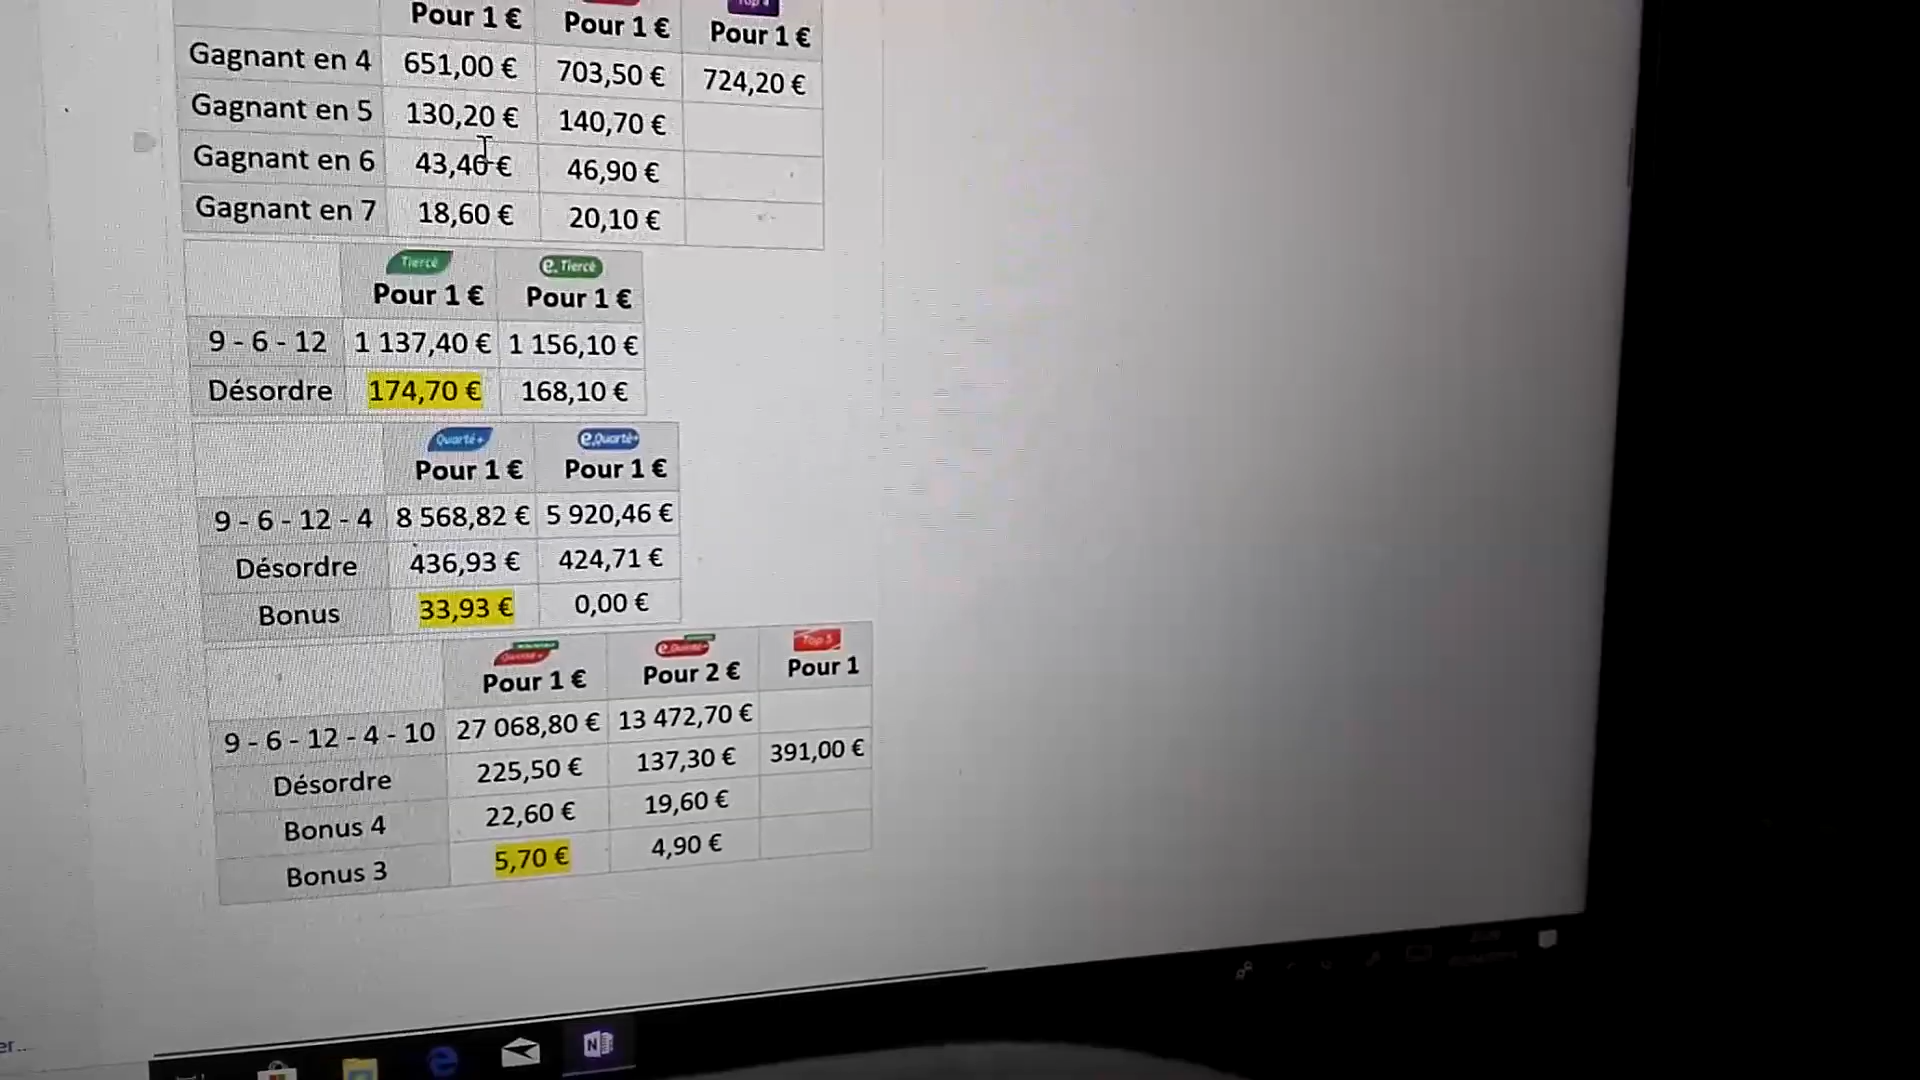 Top 4
Pour 1 € Pour 1 € Pour 1 €
Gagnant en 4 651,00 € 703,50 € 724,20 €
Gagnant en 5 130,20 € 140,70 €
Gagnant en 6 43,40 € 46,90 €
Gagnant en 7 18,60 € 20,10 €
Tiercé e.Tiercé
Pour 1 € Pour 1 €
9 - 6 - 12 1 137,40 € 1 156,10 €
Désordre 174,70 € 168,10 €
Quarté+ e.Quarté+
Pour 1 € Pour 1 €
9 - 6 - 12 - 4 8 568,82 € 5 920,46 €
Désordre 436,93 € 424,71 €
Bonus 33,93 € 0,00 €
Top 5
Pour 1 € Pour 2 € Pour 1
9 - 6 - 12 - 4 - 10 27 068,80 € 13 472,70 €
Désordre 225,50 € 137,30 € 391,00 €
Bonus 4 22,60 € 19,60 €
Bonus 3 5,70 € 4,90 €
er...
N